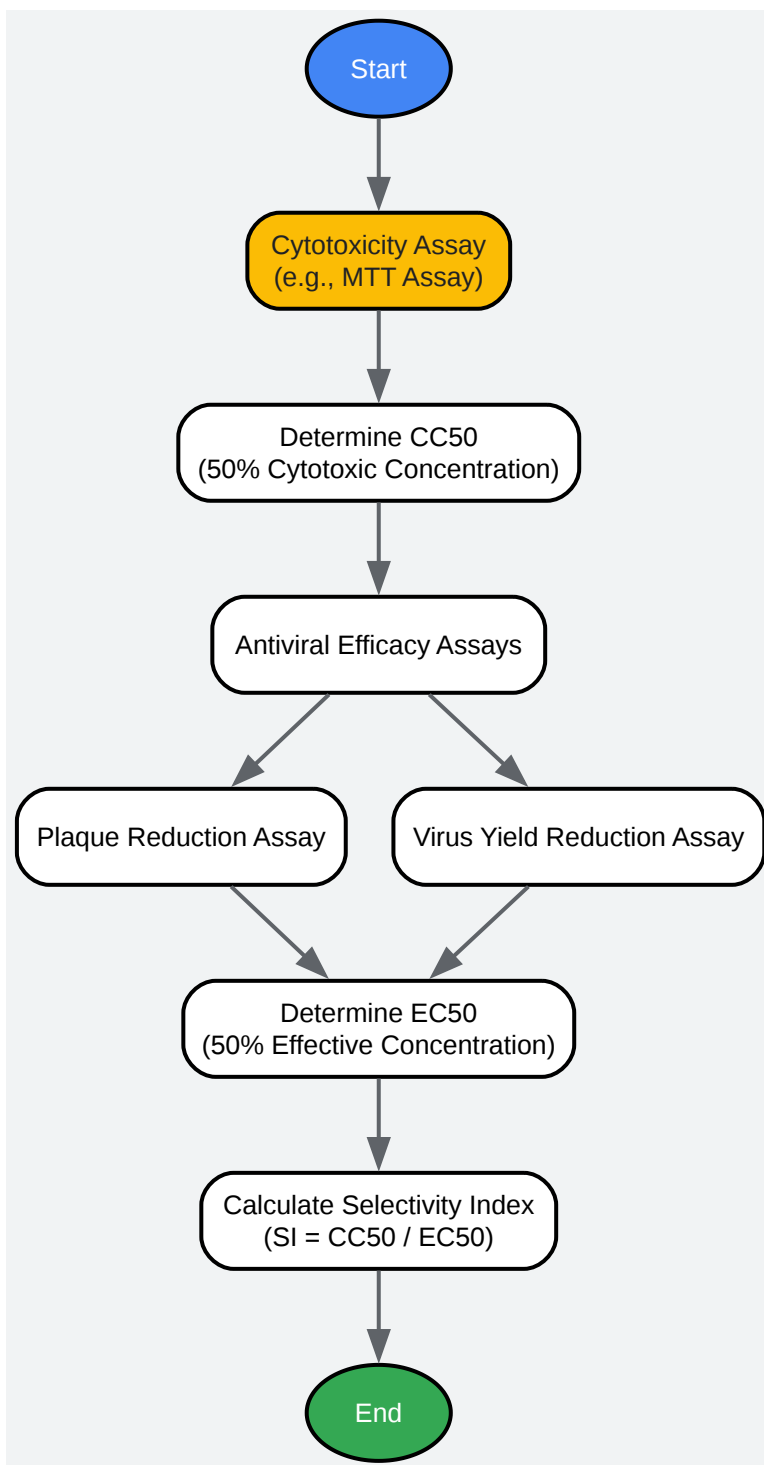 Start
Cytotoxicity Assay
(e.g., MTT Assay)
Determine CC50
(50% Cytotoxic Concentration)
Antiviral Efficacy Assays
Plaque Reduction Assay
Virus Yield Reduction Assay
Determine EC50
(50% Effective Concentration)
Calculate Selectivity Index
(SI = CC50 / EC50)
End